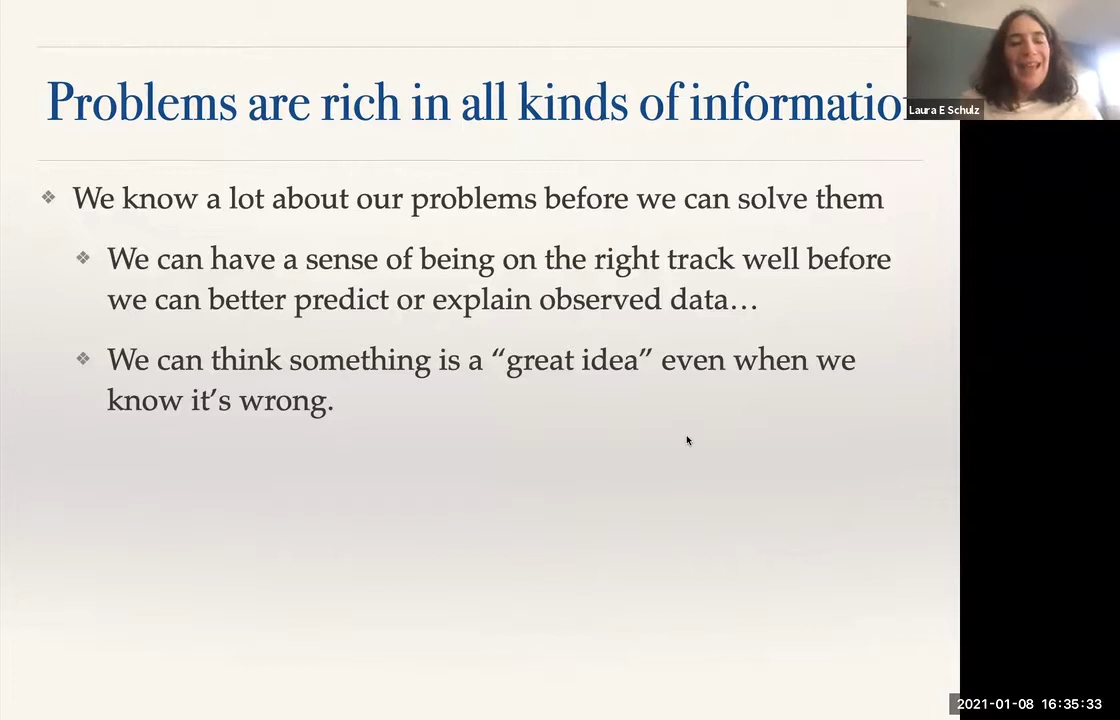 Problems are rich in all kinds of informatio
Laura E Schulz
❖ We know a lot about our problems before we can solve them
❖ We can have a sense of being on the right track well before
we can better predict or explain observed data…
❖ We can think something is a “great idea” even when we
know it’s wrong.
2021-01-08 16:35:33